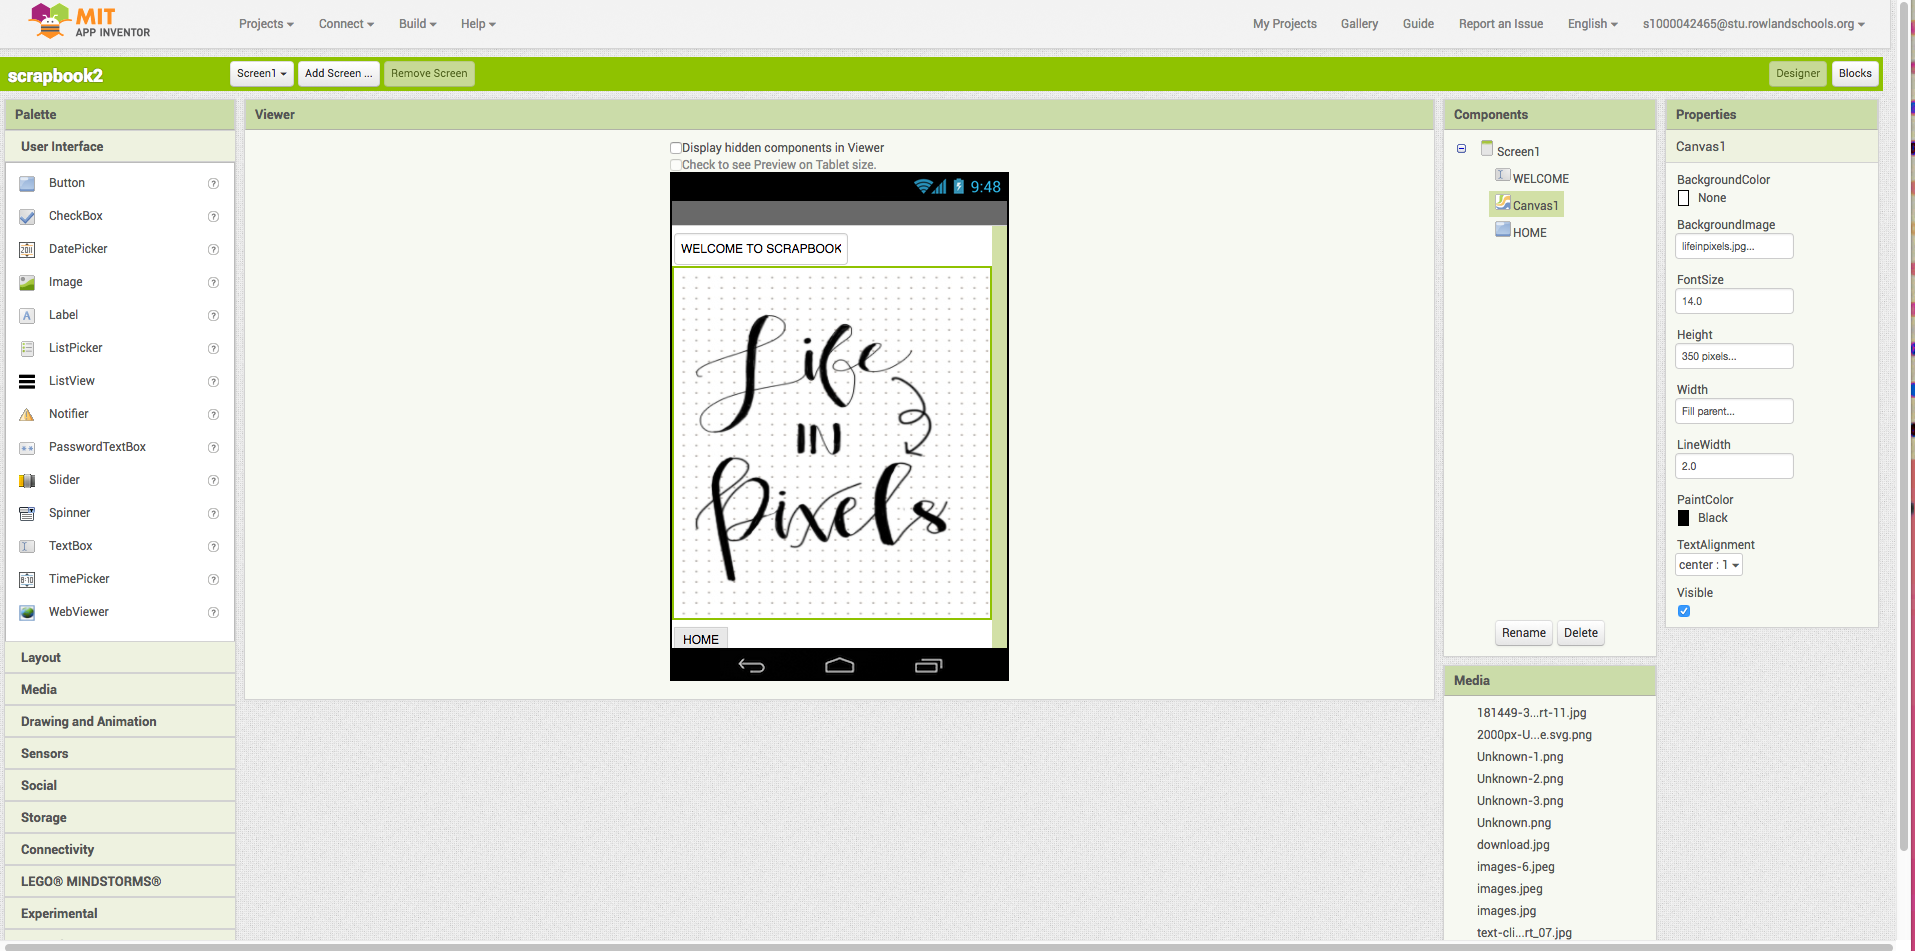 MIT
APP INVENTOR
Projects Connect Build Help
My Projects Gallery Guide Report an Issue English s1000042465@stu.rowlandschools.org
scrapbook2
Screen1 Add Screen ... Remove Screen
Designer Blocks
Palette
User Interface
Button
CheckBox
DatePicker
Image
Label
ListPicker
ListView
Notifier
PasswordTextBox
Slider
Spinner
TextBox
TimePicker
WebViewer
Layout
Media
Drawing and Animation
Sensors
Social
Storage
Connectivity
LEGO® MINDSTORMS®
Experimental
Viewer
Display hidden components in Viewer
Check to see Preview on Tablet size.
9:48
WELCOME TO SCRAPBOOK
Life
IN
Pixels
HOME
Components
Screen1
WELCOME
Canvas1
HOME
Rename Delete
Media
181449-3...rt-11.jpg
2000px-U...e.svg.png
Unknown-1.png
Unknown-2.png
Unknown-3.png
Unknown.png
download.jpg
images-6.jpeg
images.jpeg
images.jpg
text-cli...rt_07.jpg
Properties
Canvas1
BackgroundColor
None
BackgroundImage
lifeinpixels.jpg...
FontSize
14.0
Height
350 pixels...
Width
Fill parent...
LineWidth
2.0
PaintColor
Black
TextAlignment
center : 1
Visible